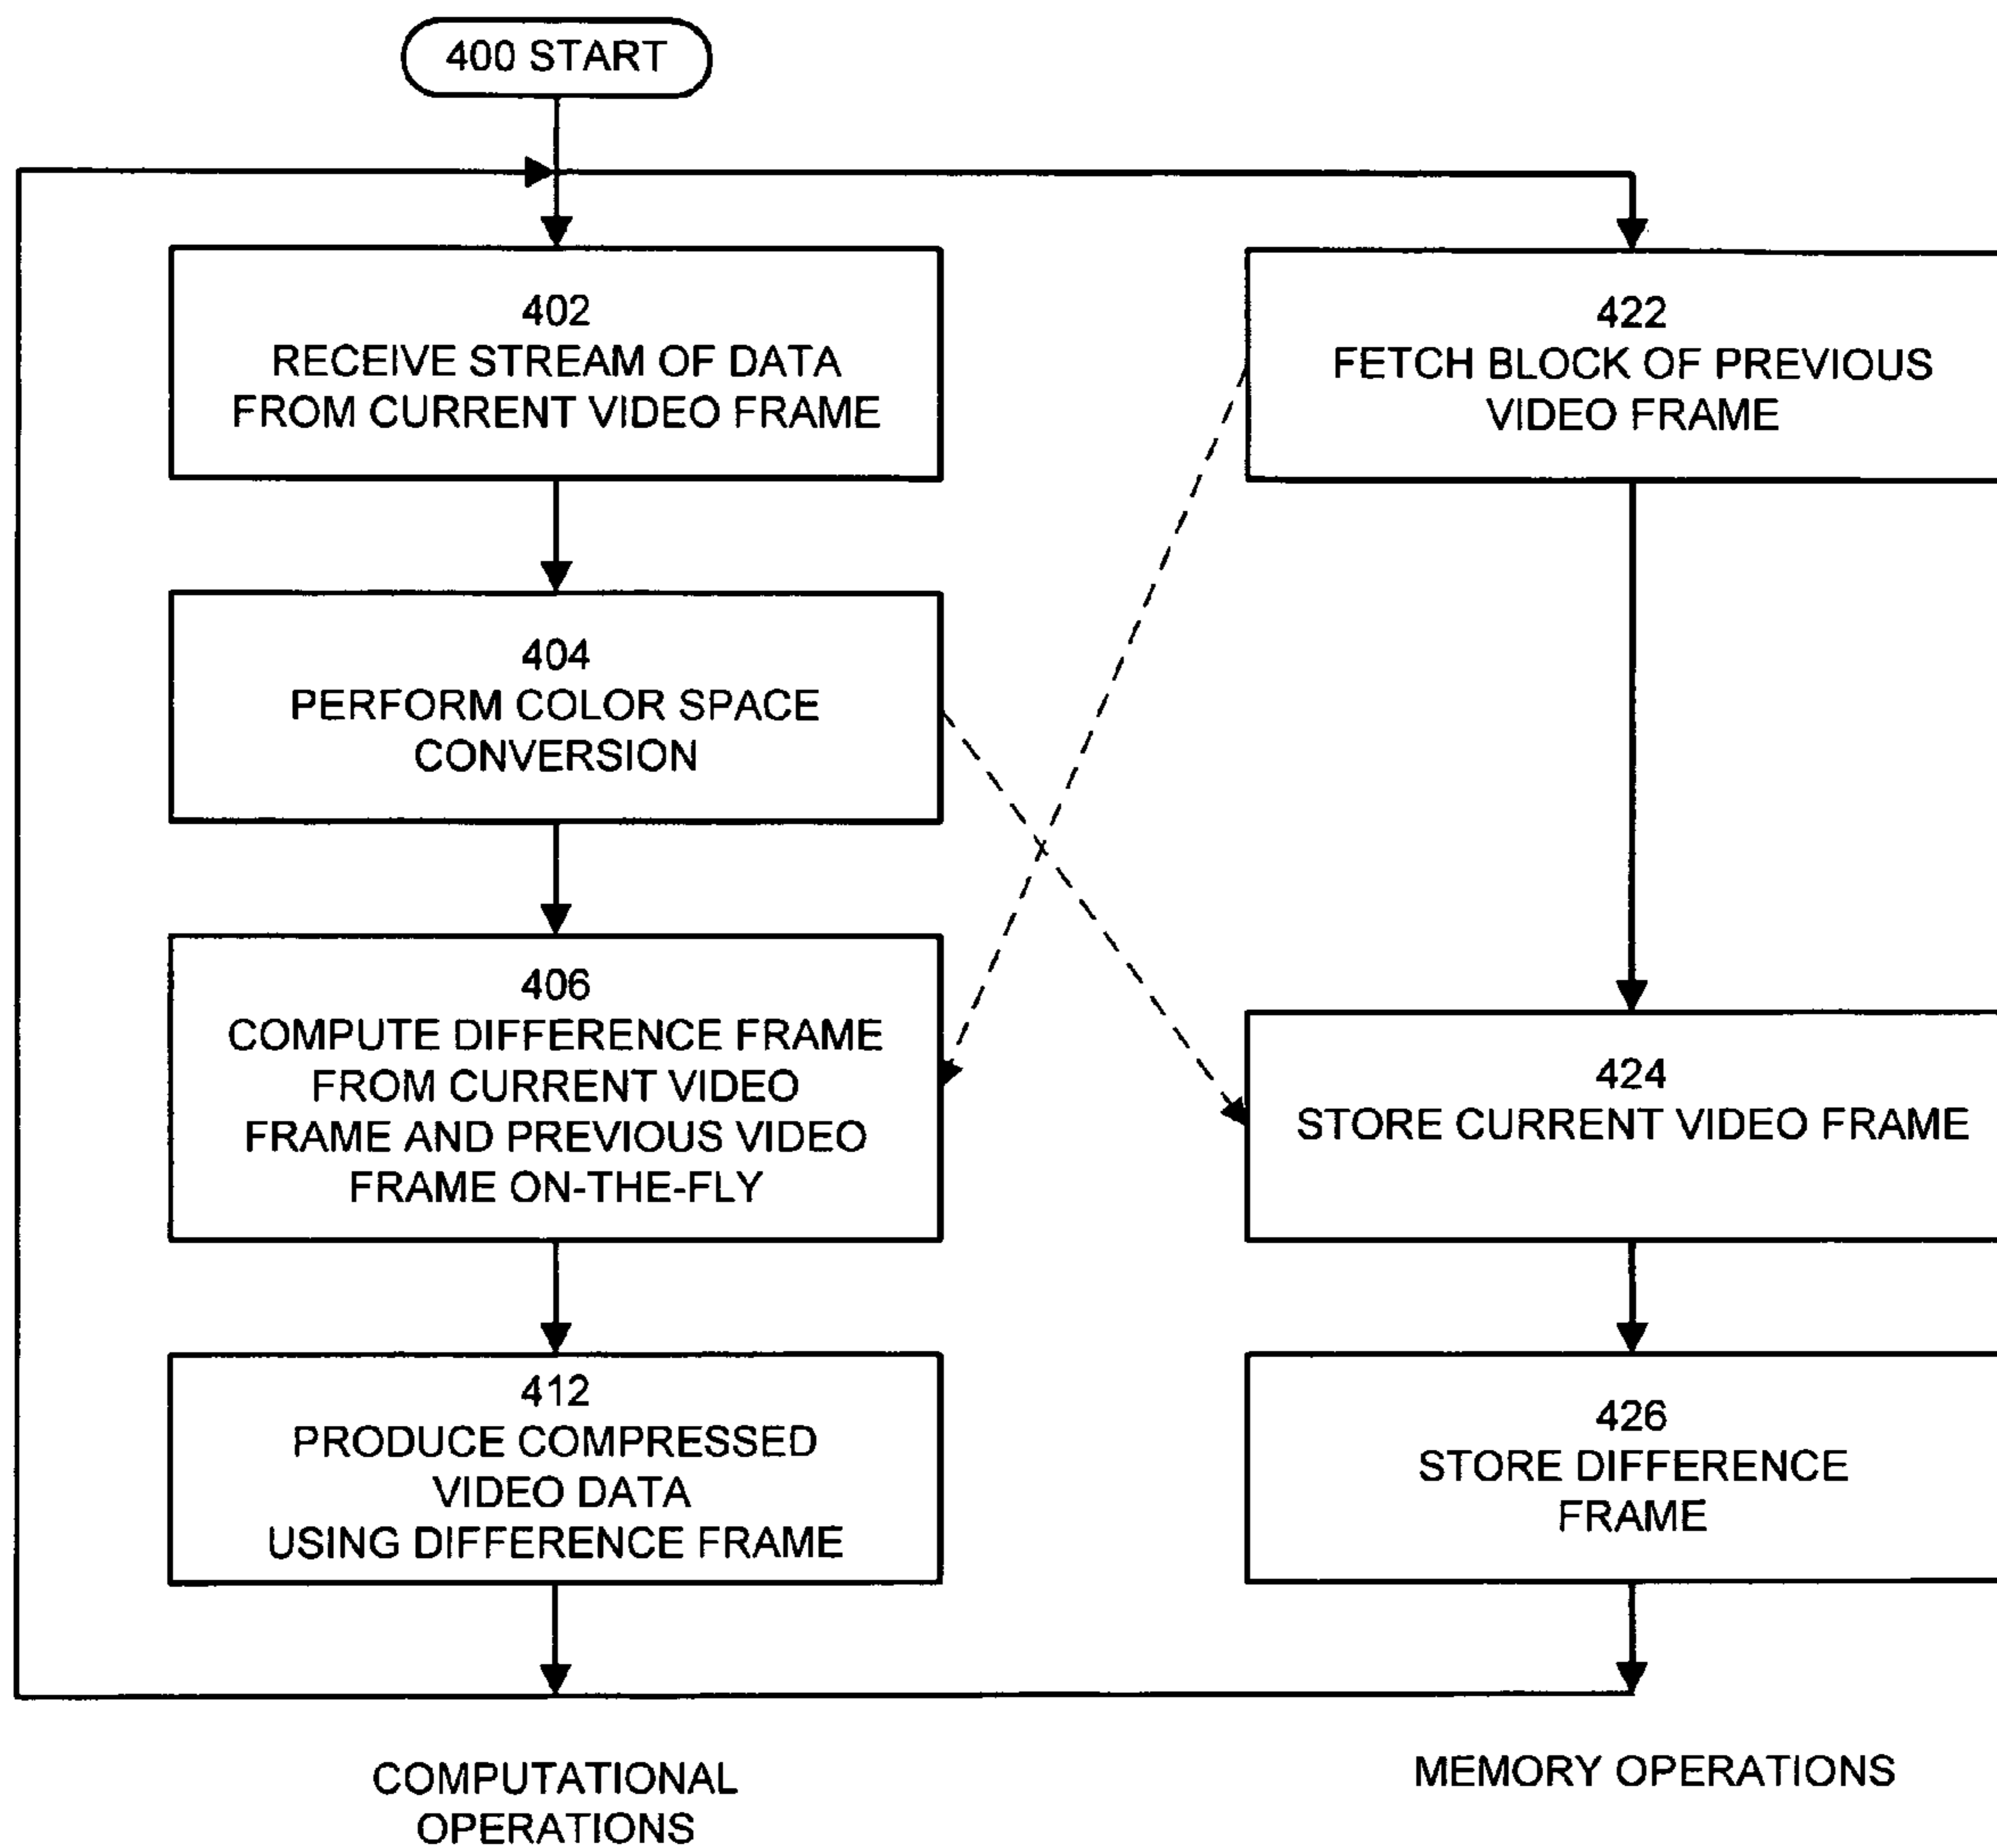 400 START
402
RECEIVE STREAM OF DATA
FROM CURRENT VIDEO FRAME
404
PERFORM COLOR SPACE
CONVERSION
406
COMPUTE DIFFERENCE FRAME
FROM CURRENT VIDEO
FRAME AND PREVIOUS VIDEO
FRAME ON-THE-FLY
412
PRODUCE COMPRESSED
VIDEO DATA
USING DIFFERENCE FRAME
COMPUTATIONAL
OPERATIONS
422
FETCH BLOCK OF PREVIOUS
VIDEO FRAME
424
STORE CURRENT VIDEO FRAME
426
STORE DIFFERENCE
FRAME
MEMORY OPERATIONS